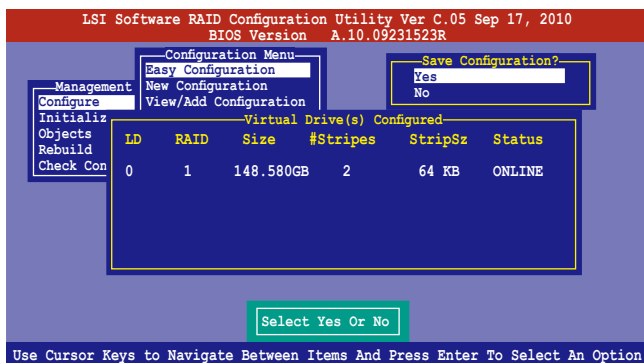 LSI Software RAID Configuration Utility Ver C.05 Sep 17, 2010
BIOS Version A.10.09231523R
Configuration Menu
Easy Configuration
New Configuration
View/Add Configuration
Save Configuration?
Yes
No
Management
Configure
Initializ
Objects
Rebuild
Check Con
Virtual Drive(s) Configured
LD RAID Size #Stripes StripSz Status
0 1 148.580GB 2 64 KB ONLINE
Select Yes Or No
Use Cursor Keys to Navigate Between Items And Press Enter To Select An Option